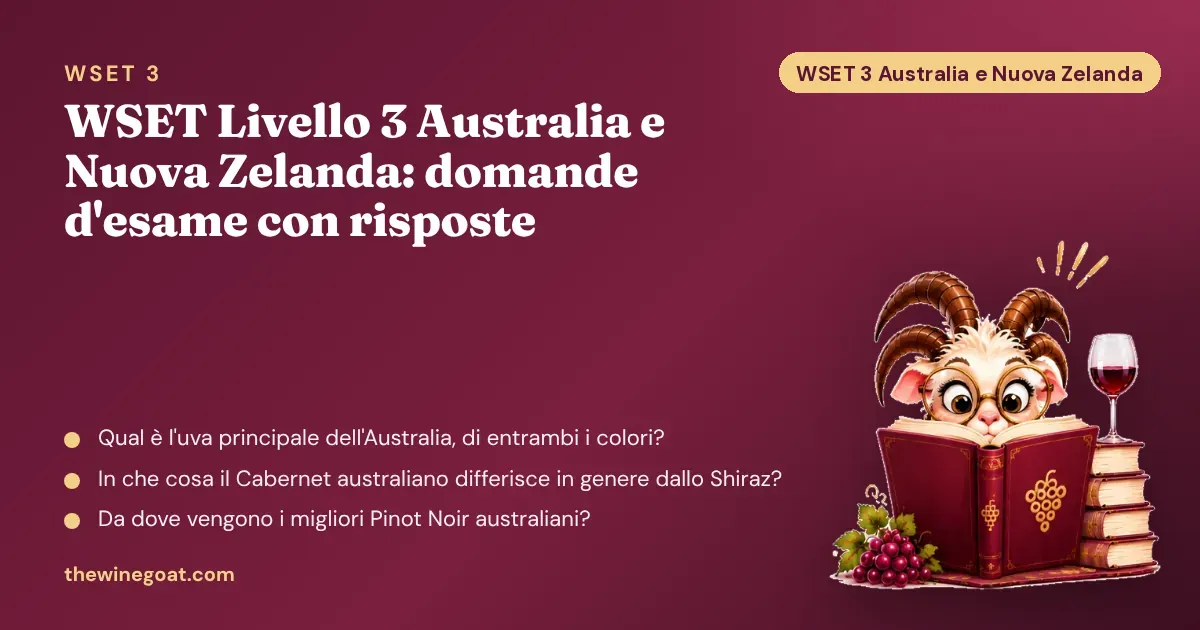 WSET 3
WSET 3 Australia e Nuova Zelanda
WSET Livello 3 Australia e
Nuova Zelanda: domande
d'esame con risposte
Qual è l'uva principale dell'Australia, di entrambi i colori?
In che cosa il Cabernet australiano differisce in genere dallo Shiraz?
Da dove vengono i migliori Pinot Noir australiani?
thewinegoat.com